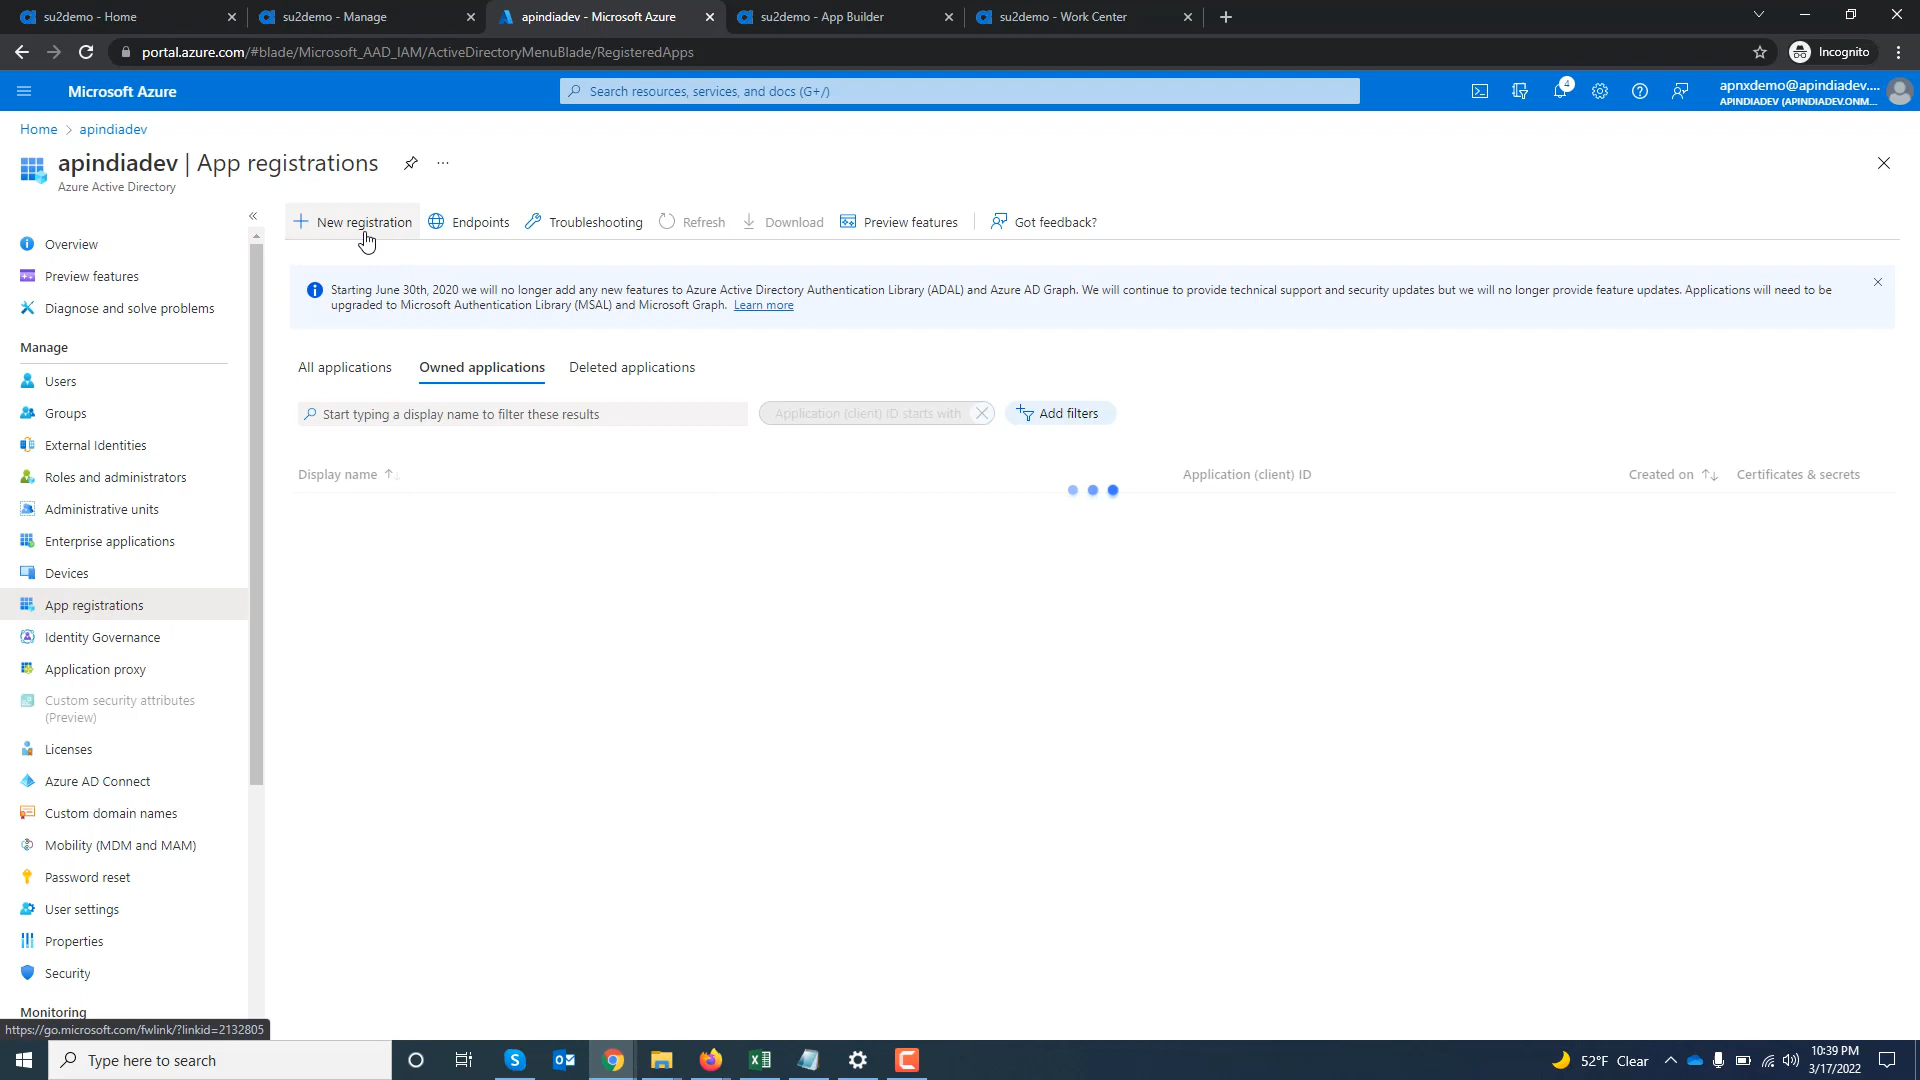 su2demo - Home
su2demo - Manage
apindiadev - Microsoft Azure
su2demo - App Builder
su2demo - Work Center
portal.azure.com/#blade/Microsoft_AAD_IAM/ActiveDirectoryMenuBlade/RegisteredApps
Incognito
Microsoft Azure
Search resources, services, and docs (G+/)
4
apnxdemo@apindiadev....
APINDIADEV (APINDIADEV.ONM...
Home > apindiadev
apindiadev | App registrations
Azure Active Directory
New registration
Endpoints
Troubleshooting
Refresh
Download
Preview features
Got feedback?
Overview
Preview features
Diagnose and solve problems
Manage
Users
Groups
External Identities
Roles and administrators
Administrative units
Enterprise applications
Devices
App registrations
Identity Governance
Application proxy
Custom security attributes
(Preview)
Licenses
Azure AD Connect
Custom domain names
Mobility (MDM and MAM)
Password reset
User settings
Properties
Security
Monitoring
Starting June 30th, 2020 we will no longer add any new features to Azure Active Directory Authentication Library (ADAL) and Azure AD Graph. We will continue to provide technical support and security updates but we will no longer provide feature updates. Applications will need to be
upgraded to Microsoft Authentication Library (MSAL) and Microsoft Graph. Learn more
All applications
Owned applications
Deleted applications
Start typing a display name to filter these results
Application (client) ID starts with
Add filters
Display name
Application (client) ID
Created on
Certificates & secrets
https://go.microsoft.com/fwlink/?linkid=2132805
Type here to search
52°F Clear
10:39 PM
3/17/2022